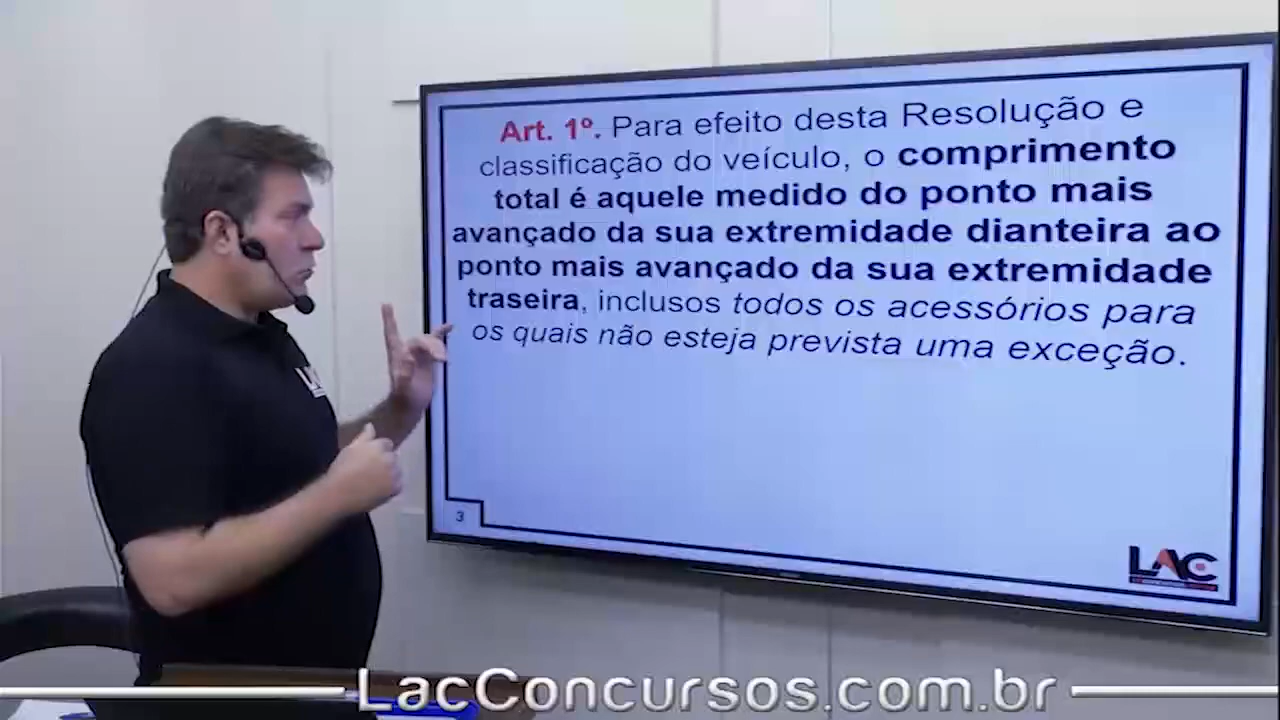 Art. 1º. Para efeito desta Resolução e
classificação do veículo, o comprimento
total é aquele medido do ponto mais
avançado da sua extremidade dianteira ao
ponto mais avançado da sua extremidade
traseira, inclusos todos os acessórios para
os quais não esteja prevista uma exceção.
3
LAC
LacConcursos.com.br